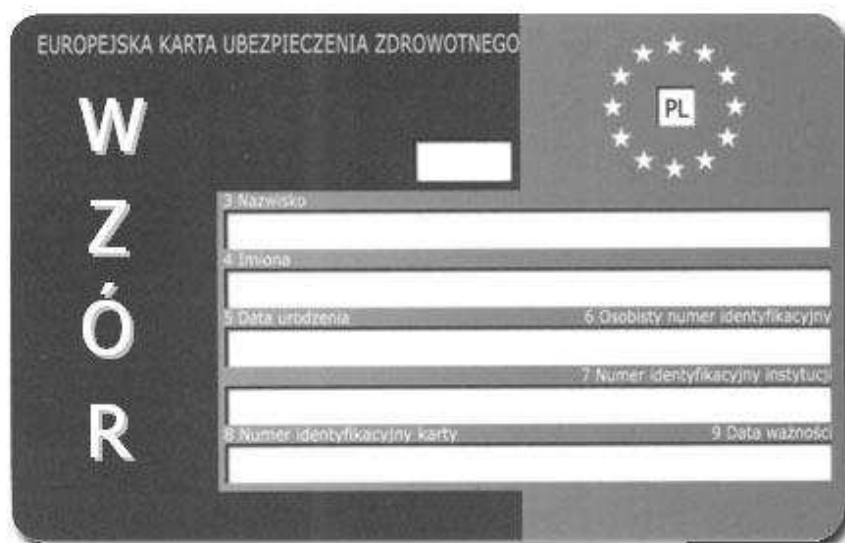 EUROPEJSKA KARTA UBEZPIECZENIA ZDROWOTNEGO
PL
W
Z
Ó
R
3 Nazwisko
4 Imiona
5 Data urodzenia 6 Osobisty numer identyfikacyjny
7 Numer identyfikacyjny instytucji
8 Numer identyfikacyjny karty 9 Data ważności